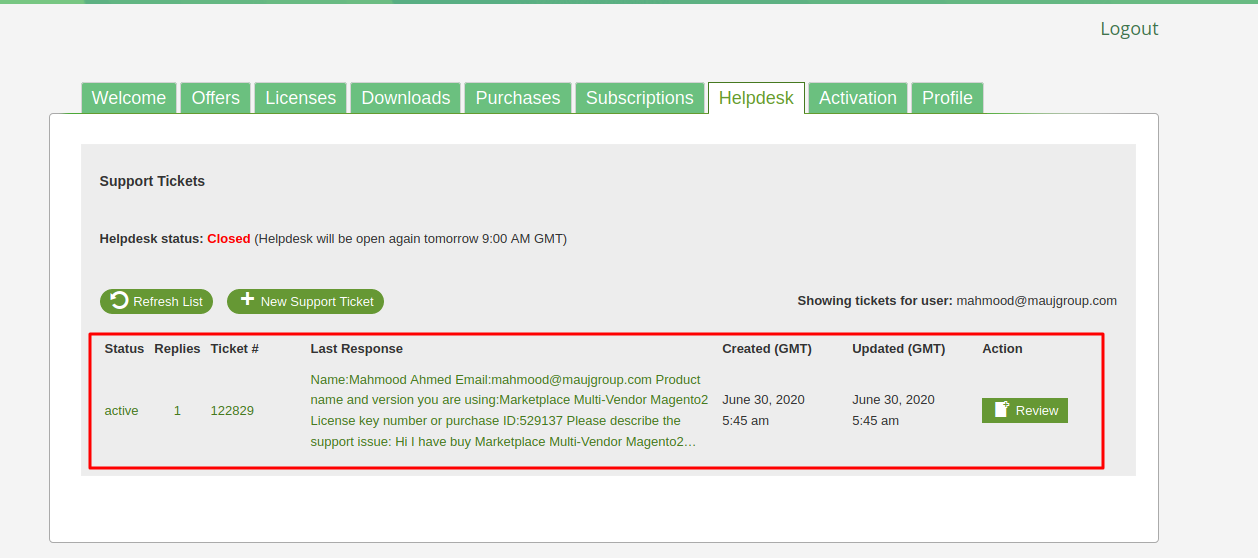 Logout
Welcome Offers Licenses Downloads Purchases Subscriptions Helpdesk Activation Profile
Support Tickets
Helpdesk status: Closed (Helpdesk will be open again tomorrow 9:00 AM GMT)
Refresh List New Support Ticket Showing tickets for user: mahmood@maujgroup.com
Status Replies Ticket # Last Response Created (GMT) Updated (GMT) Action
active 1 122829
Name:Mahmood Ahmed Email:mahmood@maujgroup.com Product
name and version you are using:Marketplace Multi-Vendor Magento2
License key number or purchase ID:529137 Please describe the
support issue: Hi I have buy Marketplace Multi-Vendor Magento2…
June 30, 2020
5:45 am
June 30, 2020
5:45 am
Review